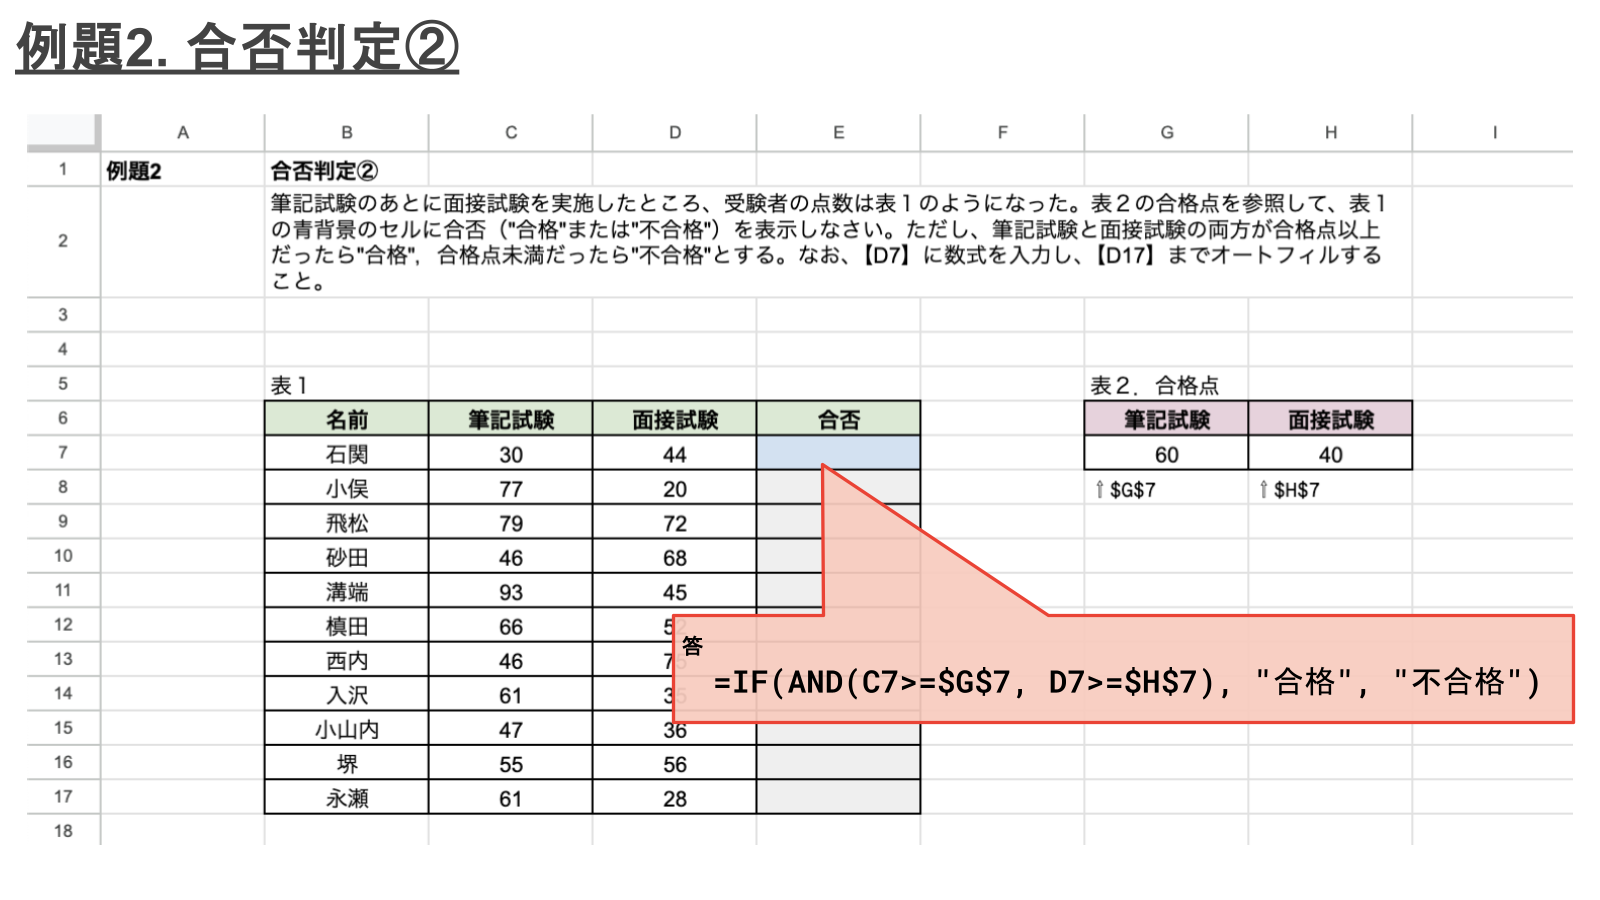 例題2. 合否判定②
A B C D E F G H I
1 例題2 合否判定②
2 筆記試験のあとに面接試験を実施したところ、受験者の点数は表１のようになった。表２の合格点を参照して、表１
の青背景のセルに合否（"合格"または"不合格"）を表示しなさい。ただし、筆記試験と面接試験の両方が合格点以上
だったら"合格"，合格点未満だったら"不合格"とする。なお、【D7】に数式を入力し、【D17】までオートフィルする
こと。
3
4
5 表１ 表２．合格点
6 名前 筆記試験 面接試験 合否 筆記試験 面接試験
7 石関 30 44 60 40
8 小俣 77 20 ⇧$G$7 ⇧$H$7
9 飛松 79 72
10 砂田 46 68
11 溝端 93 45
12 槙田 66 52
答
13 西内 46 75
=IF(AND(C7>=$G$7, D7>=$H$7), "合格", "不合格")
14 入沢 61 35
15 小山内 47 36
16 堺 55 56
17 永瀬 61 28
18